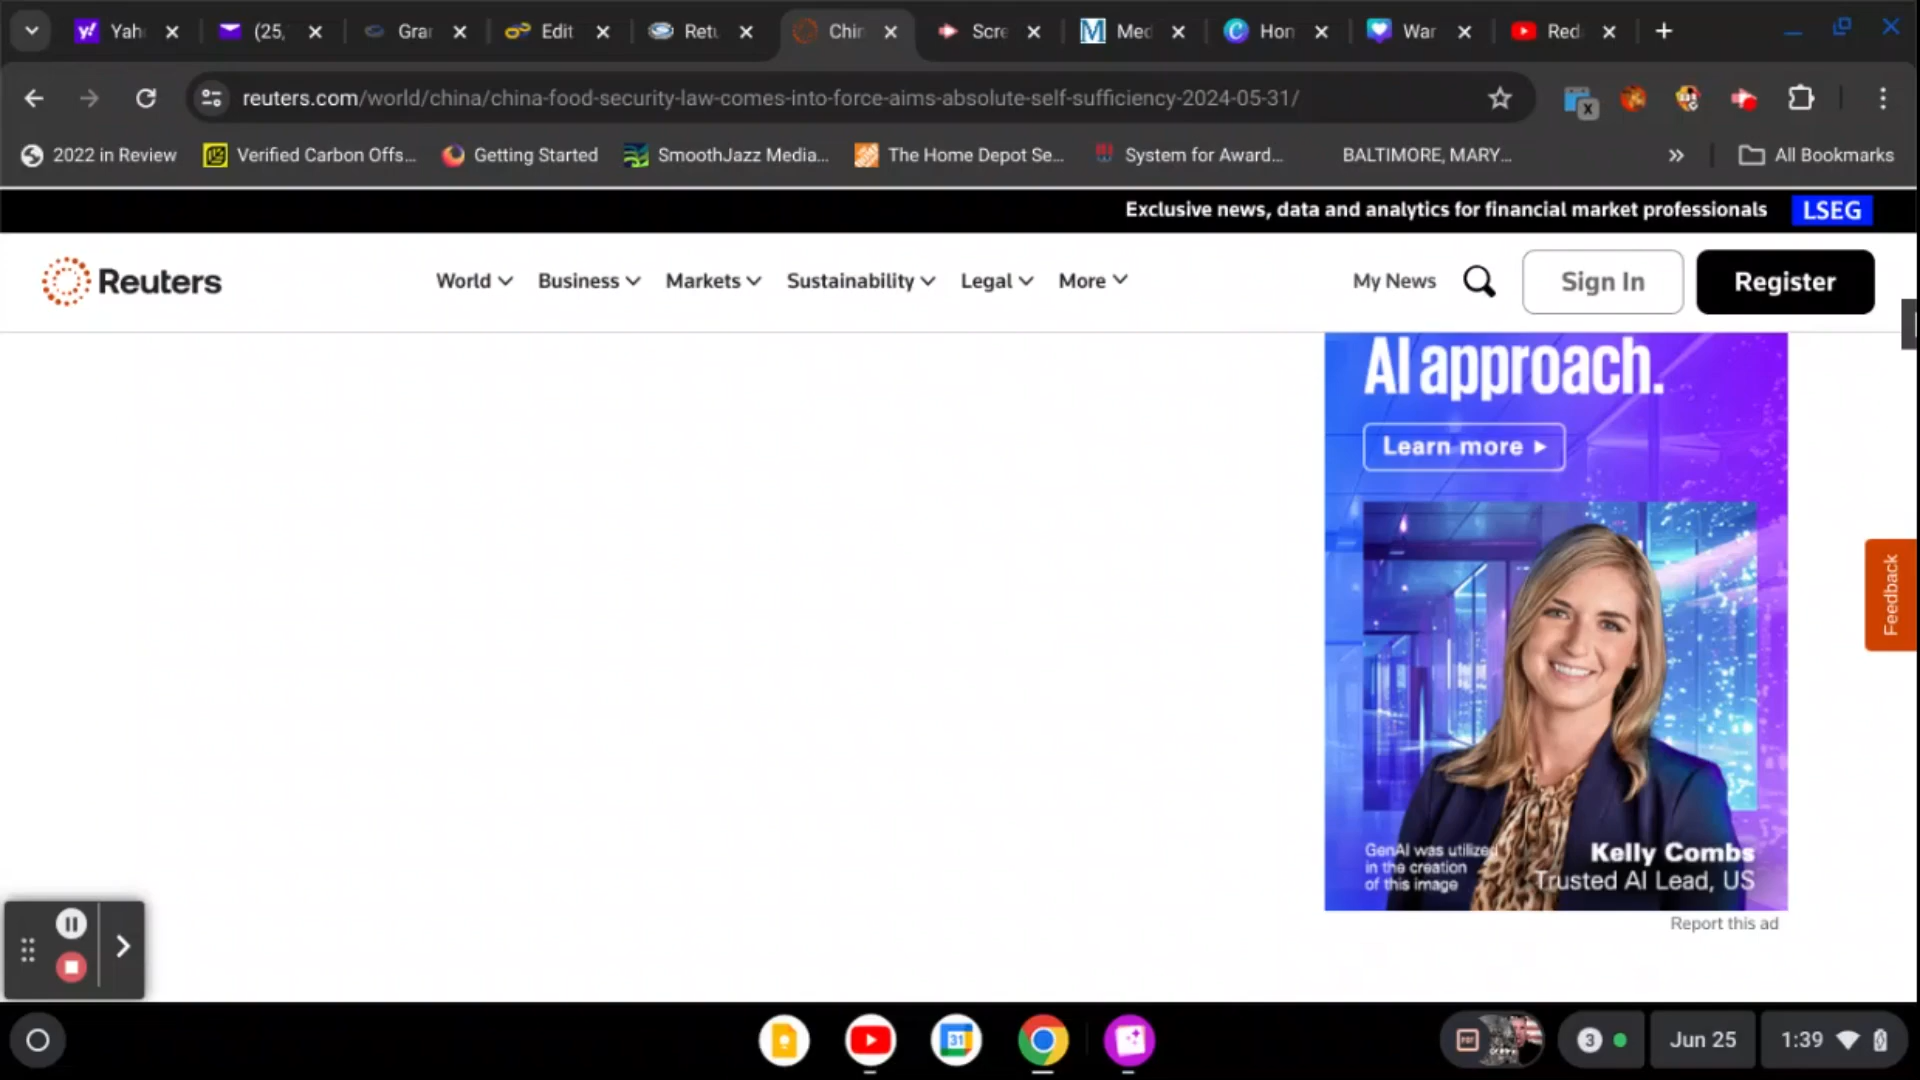 Yah
(25,
Gra
Edit
Retu
Chin
Scre
Med
Hon
War
Red
reuters.com/world/china/china-food-security-law-comes-into-force-aims-absolute-self-sufficiency-2024-05-31/
2022 in Review
Verified Carbon Offs...
Getting Started
SmoothJazz Media...
The Home Depot Se...
System for Award...
BALTIMORE, MARY...
All Bookmarks
Exclusive news, data and analytics for financial market professionals
LSEG
Reuters
World
Business
Markets
Sustainability
Legal
More
My News
Sign In
Register
AI approach.
Learn more
Feedback
GenAI was utilized
in the creation
of this image
Kelly Combs
Trusted AI Lead, US
Report this ad
31
3
Jun 25
1:39